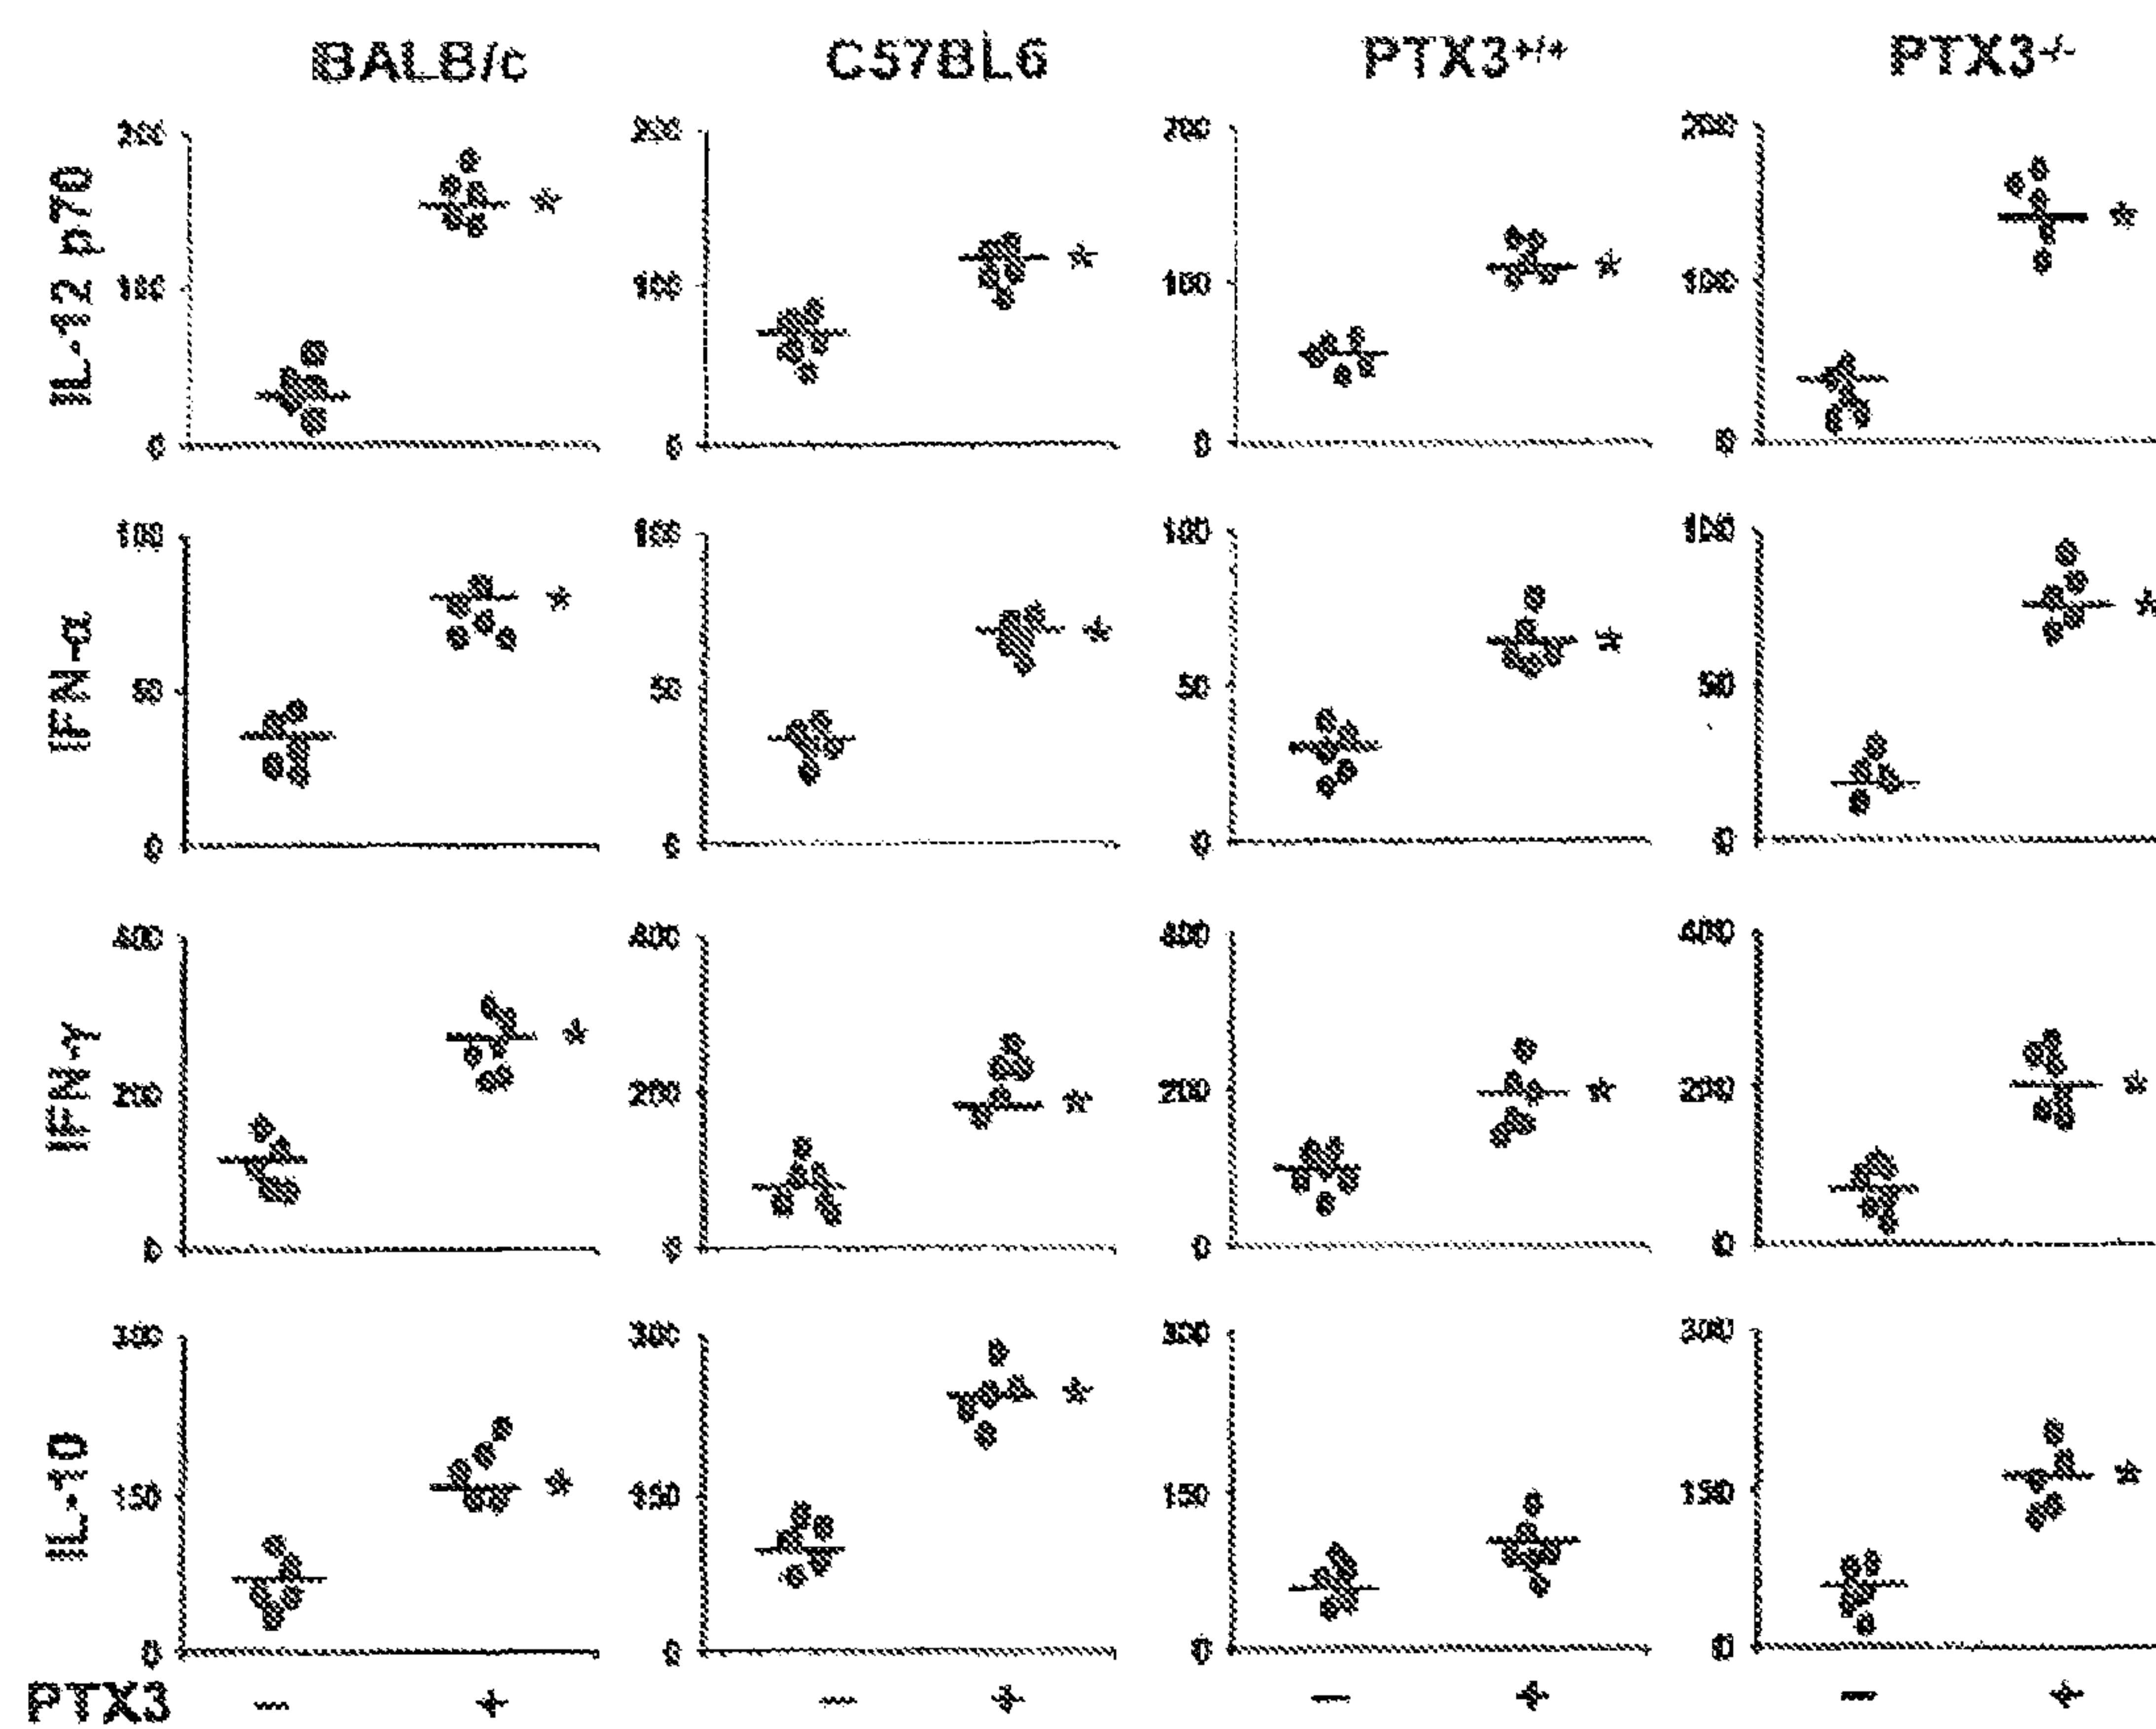 BALB/c C57BL6 PTX3+/+ PTX3-/-
IL-12 p70
200 200 200 200
100 100 100 100
0 0 0 0
*  *  *  *
IFN-α
100 100 100 100
50 50 50 50
0 0 0 0
*  *  *  *
IFN-γ
400 400 400 400
200 200 200 200
0 0 0 0
*  *  *  *
IL-10
300 300 300 300
150 150 150 150
0 0 0 0
*  *  *
PTX3 − + − + − + − +